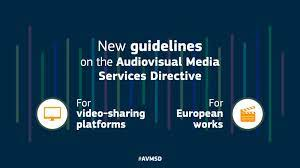 New guidelines
on the Audiovisual Media
Services Directive
For
video-sharing
platforms
For
European
works
#AVMSD